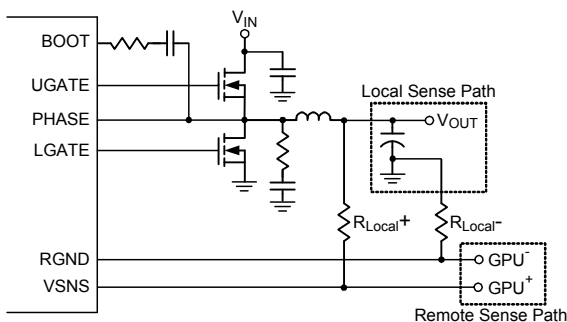 V_IN
BOOT
UGATE
Local Sense Path
PHASE
V_OUT
LGATE
R_Local+
R_Local-
RGND
GPU^-
VSNS
GPU^+
Remote Sense Path